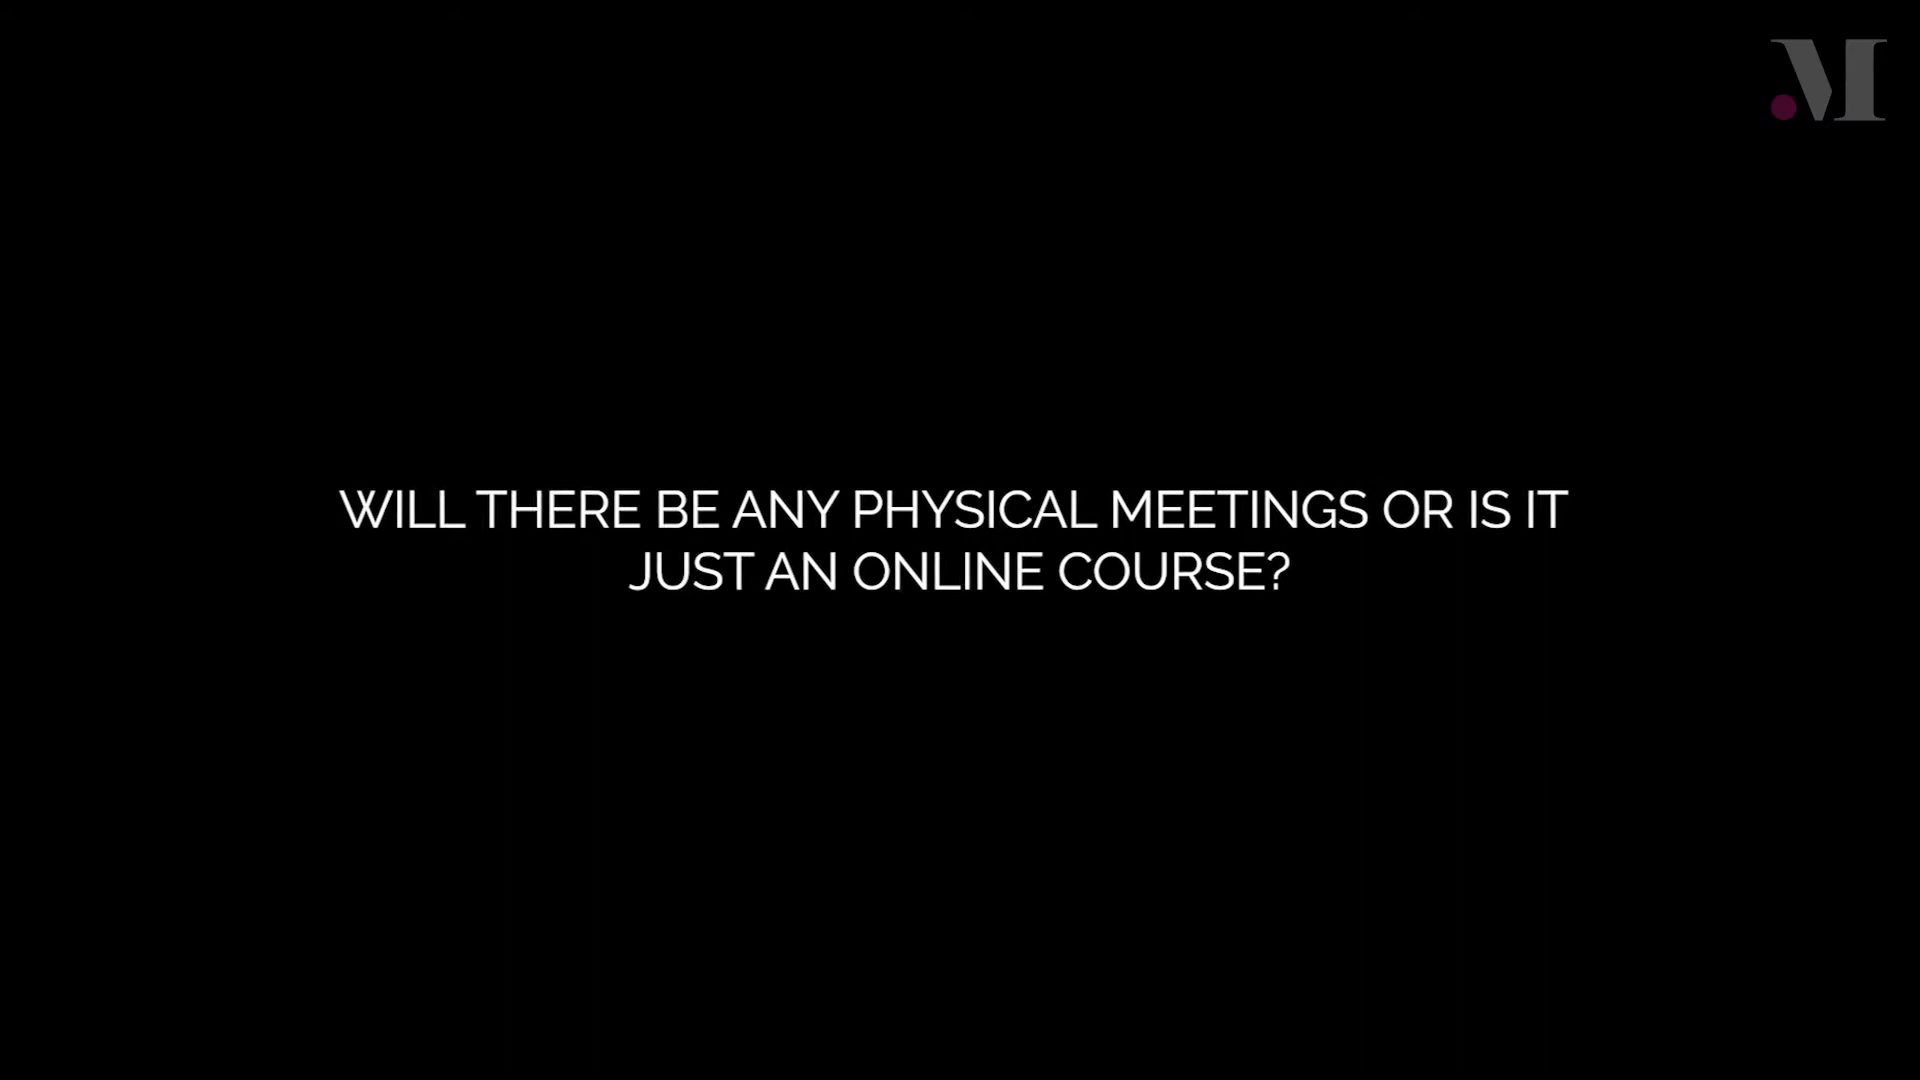 M
WILL THERE BE ANY PHYSICAL MEETINGS OR IS IT
JUST AN ONLINE COURSE?